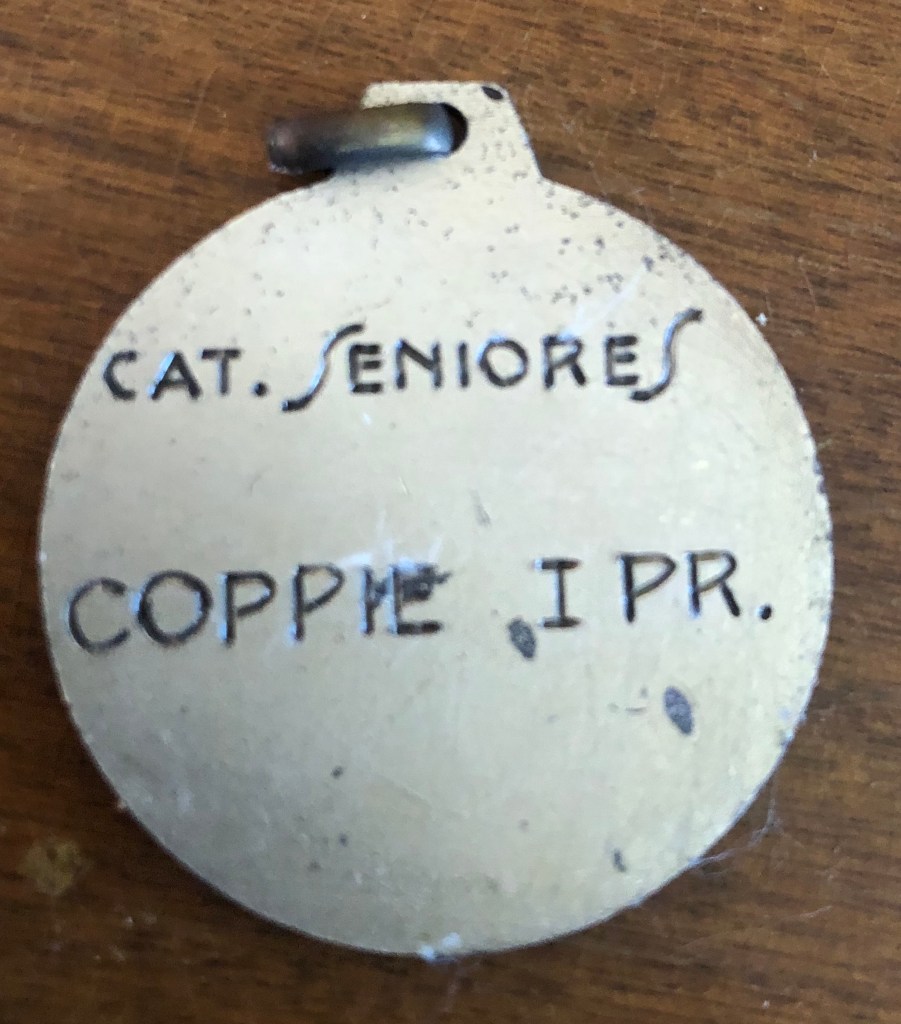 CAT. SENIORES
COPPIE I PR.